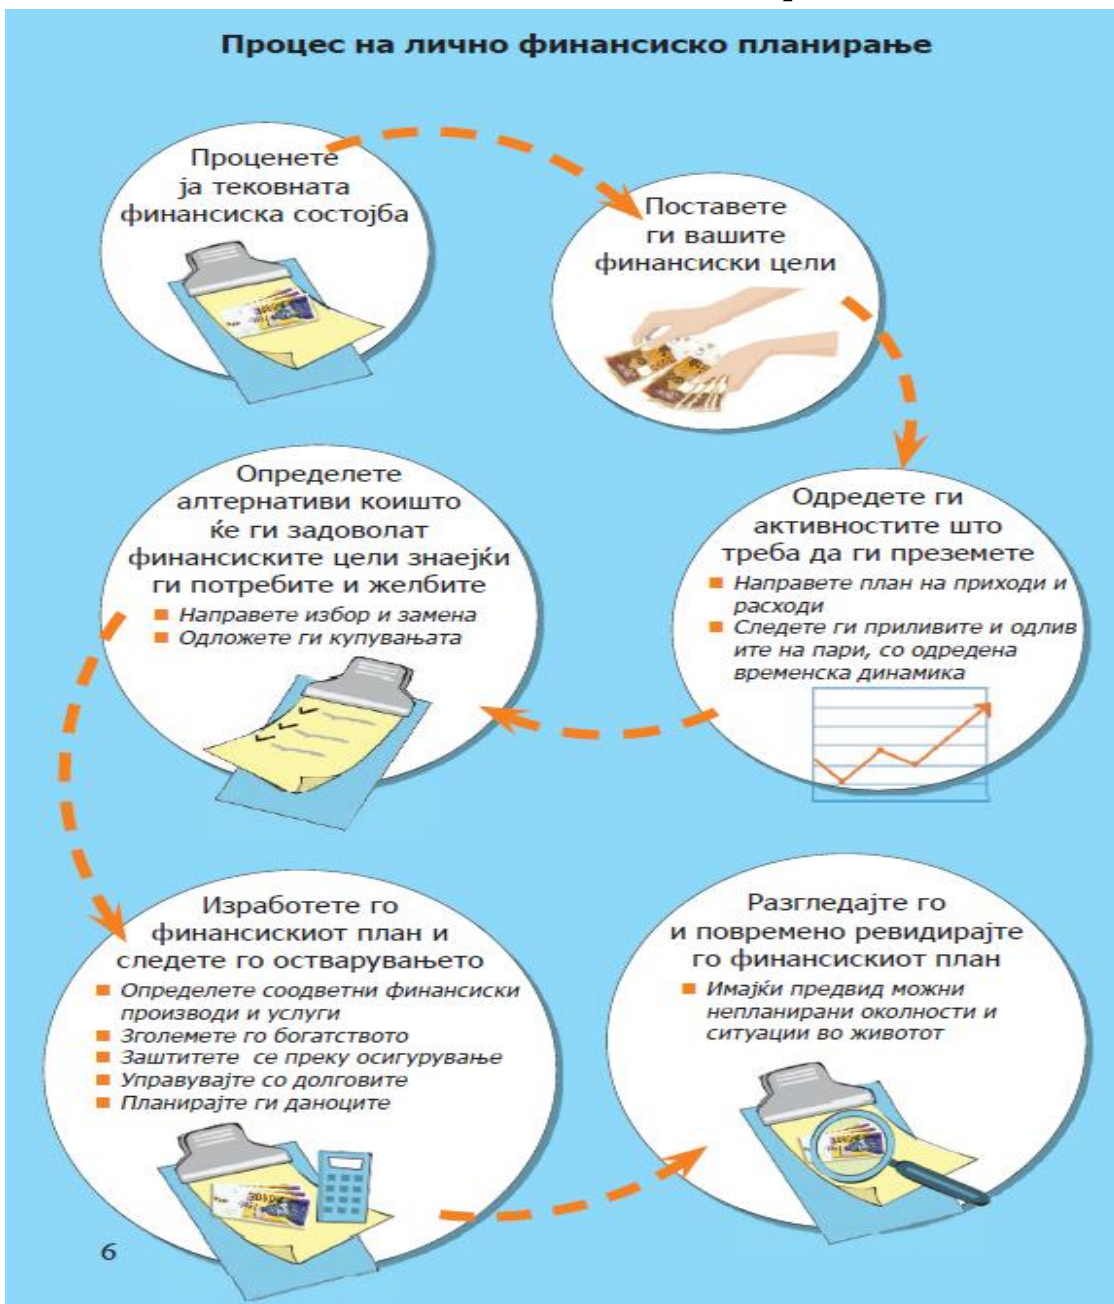 Процес на лично финансиско планирање
Проценете
ја тековната
финансиска состојба
Поставете
ги вашите
финансиски цели
Одредете ги
активностите што
треба да ги преземете
Направете план на приходи и
расходи
Следете ги приливите и одлив
ите на пари, со одредена
временска динамика
Определете
алтернативи коишто
ќе ги задоволат
финансиските цели знаејќи
ги потребите и желбите
Направете избор и замена
Одложете ги купувањата
Изработете го
финансискиот план и
следете го остварувањето
Определете соодветни финансиски
производи и услуги
Зголемете го богатството
Заштитете се преку осигурување
Управувајте со долговите
Планирајте ги даноците
Разгледајте го
и повремено ревидирајте
го финансискиот план
Имајќи предвид можни
непланирани околности и
ситуации во животот
6